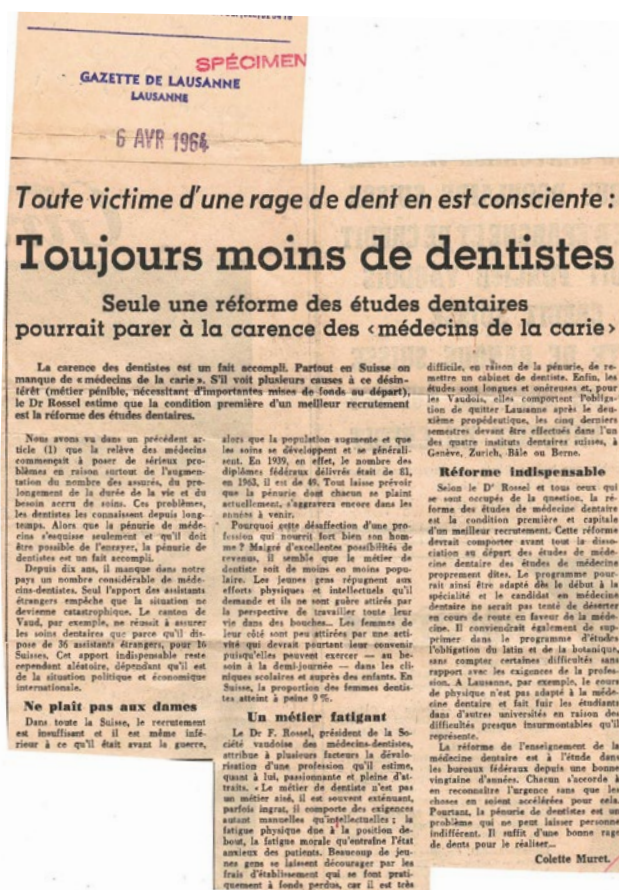 SPÉCIMEN
GAZETTE DE LAUSANNE
LAUSANNE
6 AVR 1964
Toute victime d'une rage de dent en est consciente :
Toujours moins de dentistes
Seule une réforme des études dentaires
pourrait parer à la carence des «médecins de la carie»
La carence des dentistes est un fait accompli. Partout en Suisse on
manque de « médecins de la carie ». S'il voit plusieurs causes à ce désin-
térêt (métier pénible, nécessitant d'importantes mises de fonds au départ),
le Dr Rossel estime que la condition première d'un meilleur recrutement
est la réforme des études dentaires.
Nous avons vu dans un précédent ar-
ticle (1) que la relève des médecins
commençait à poser de sérieux pro-
blèmes en raison surtout de l'augmen-
tation du nombre des assurés, du pro-
longement de la durée de la vie et du
besoin accru de soins. Ces problèmes,
les dentistes les connaissent depuis long-
temps. Alors que la pénurie de méde-
cins s'esquisse seulement et qu'il doit
être possible de l'enrayer, la pénurie de
dentistes est un fait accompli.
Depuis dix ans, il manque dans notre
pays un nombre considérable de méde-
cins-dentistes. Seul l'apport des assistants
étrangers empêche que la situation ne
devienne catastrophique. Le canton de
Vaud, par exemple, ne réussit à assurer
les soins dentaires que parce qu'il dis-
pose de 36 assistants étrangers, pour 16
Suisses. Cet apport indispensable reste
cependant aléatoire, dépendant qu'il est
de la situation politique et économique
internationale.
Ne plaît pas aux dames
Dans toute la Suisse, le recrutement
est insuffisant et il est même infé-
rieur à ce qu'il était avant la guerre,
alors que la population augmente et que
les soins se développent et se générali-
sent. En 1939, en effet, le nombre des
diplômes fédéraux délivrés était de 81,
en 1963, il est de 49. Tout laisse prévoir
que la pénurie dont chacun se plaint
actuellement, s'aggravera encore dans les
années à venir.
Pourquoi cette désaffection d'une pro-
fession qui nourrit fort bien son hom-
me ? Malgré d'excellentes possibilités de
revenus, il semble que le métier de
dentiste soit de moins en moins popu-
laire. Les jeunes gens répugnent aux
efforts physiques et intellectuels qu'il
demande et ils ne sont guère attirés par
la perspective de travailler toute leur
vie dans des bouches... Les femmes de
leur côté sont peu attirées par une acti-
vité qui devrait pourtant leur convenir
puisqu'elles peuvent exercer — au be-
soin à la demi-journée — dans les cli-
niques scolaires et auprès des enfants. En
Suisse, la proportion des femmes dentis-
tes atteint à peine 9 %.
Un métier fatigant
Le Dr F. Rossel, président de la So-
ciété vaudoise des médecins-dentistes,
attribue à plusieurs facteurs la dévalo-
risation d'une profession qu'il estime,
quant à lui, passionnante et pleine d'at-
traits. « Le métier de dentiste n'est pas
un métier aisé, il est souvent exténuant,
parfois ingrat, il comporte des exigences
autant manuelles qu'intellectuelles ; la
fatigue physique due à la position de-
bout, la fatigue morale qu'entraîne l'état
anxieux des patients. Beaucoup de jeu-
nes gens se laissent décourager par les
frais d'établissement qui se font prati-
quement à fonds perdus, car il est très
difficile, en raison de la pénurie, de re-
mettre un cabinet de dentiste. Enfin, les
études sont longues et onéreuses et, pour
les Vaudois, elles comportent l'obliga-
tion de quitter Lausanne après le deu-
xième propédeutique, les cinq derniers
semestres devant être effectués dans l'un
des quatre instituts dentaires suisses, à
Genève, Zurich, Bâle ou Berne.
Réforme indispensable
Selon le Dr Rossel et tous ceux qui
se sont occupés de la question, la ré-
forme des études de médecine dentaire
est la condition première et capitale
d'un meilleur recrutement. Cette réforme
devrait comporter avant tout la disso-
ciation au départ des études de méde-
cine dentaire des études de médecine
proprement dites. Le programme pour-
rait ainsi être adapté dès le début à la
spécialité et le candidat en médecine
dentaire ne serait pas tenté de déserter
en cours de route en faveur de la méde-
cine. Il conviendrait également de sup-
primer dans le programme d'études
l'obligation du latin et de la botanique,
sans compter certaines difficultés sans
rapport avec les exigences de la profes-
sion. A Lausanne, par exemple, le cours
de physique n'est pas adapté à la méde-
cine dentaire et fait fuir les étudiants
dans d'autres universités en raison des
difficultés presque insurmontables qu'il
représente.
La réforme de l'enseignement de la
médecine dentaire est à l'étude dans
les bureaux fédéraux depuis une bonne
vingtaine d'années. Chacun s'accorde à
en reconnaître l'urgence sans que les
choses en soient accélérées pour cela.
Pourtant, la pénurie de dentistes est un
problème qui ne peut laisser personne
indifférent. Il suffit d'une bonne rage
de dents pour le réaliser...
Colette Muret.